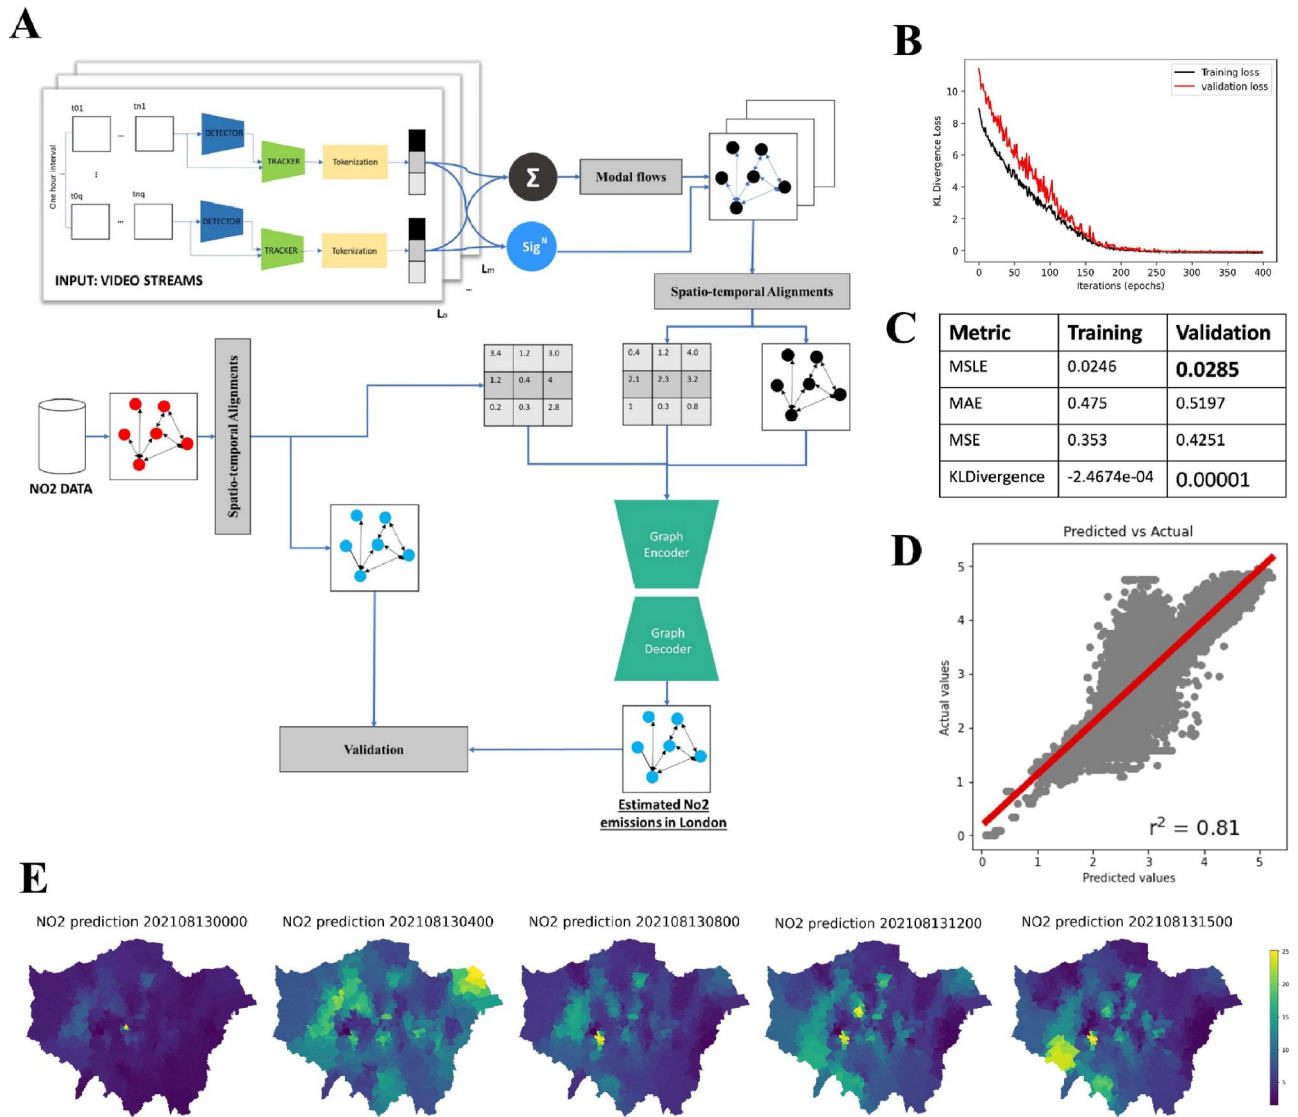 A
t01
tn1
...
DETECTOR
TRACKER
Tokenization
One hour interval
...
t0q
tnq
...
DETECTOR
TRACKER
Tokenization
INPUT: VIDEO STREAMS
Lm
...
Lo
Σ
Modal flows
Sig^N
Spatio-temporal Alignments
NO2 DATA
Spatio-temporal Alignments
3.4 1.2 3.0
1.2 0.4 4
0.2 0.3 2.8
0.4 1.2 4.0
2.1 2.3 3.2
1 0.3 0.8
Graph
Encoder
Graph
Decoder
Validation
Estimated No2
emissions in London
B
Training loss
validation loss
KL Divergence Loss
10
8
6
4
2
0
0 50 100 150 200 250 300 350 400
Iterations (epochs)
C
Metric Training Validation
MSLE 0.0246 0.0285
MAE 0.475 0.5197
MSE 0.353 0.4251
KLDivergence -2.4674e-04 0.00001
D
Predicted vs Actual
Actual values
5
4
3
2
1
0
r² = 0.81
0 1 2 3 4 5
Predicted values
E
NO2 prediction 202108130000
NO2 prediction 202108130400
NO2 prediction 202108130800
NO2 prediction 202108131200
NO2 prediction 202108131500
25
20
15
10
5